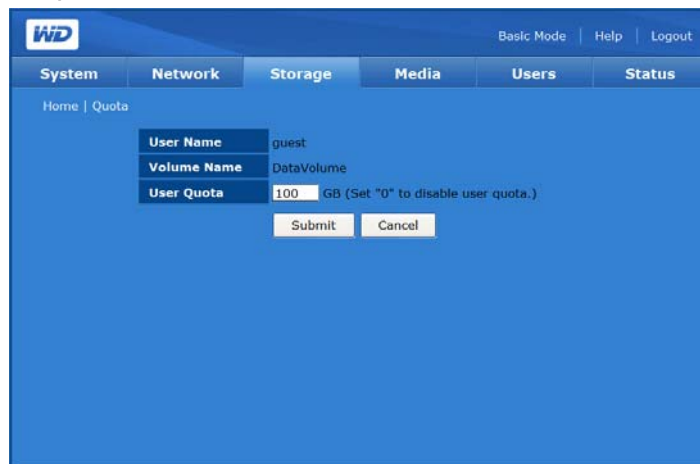 WD
Basic Mode | Help | Logout
System Network Storage Media Users Status
Home | Quota
User Name guest
Volume Name DataVolume
User Quota 100 GB (Set "0" to disable user quota.)
Submit Cancel